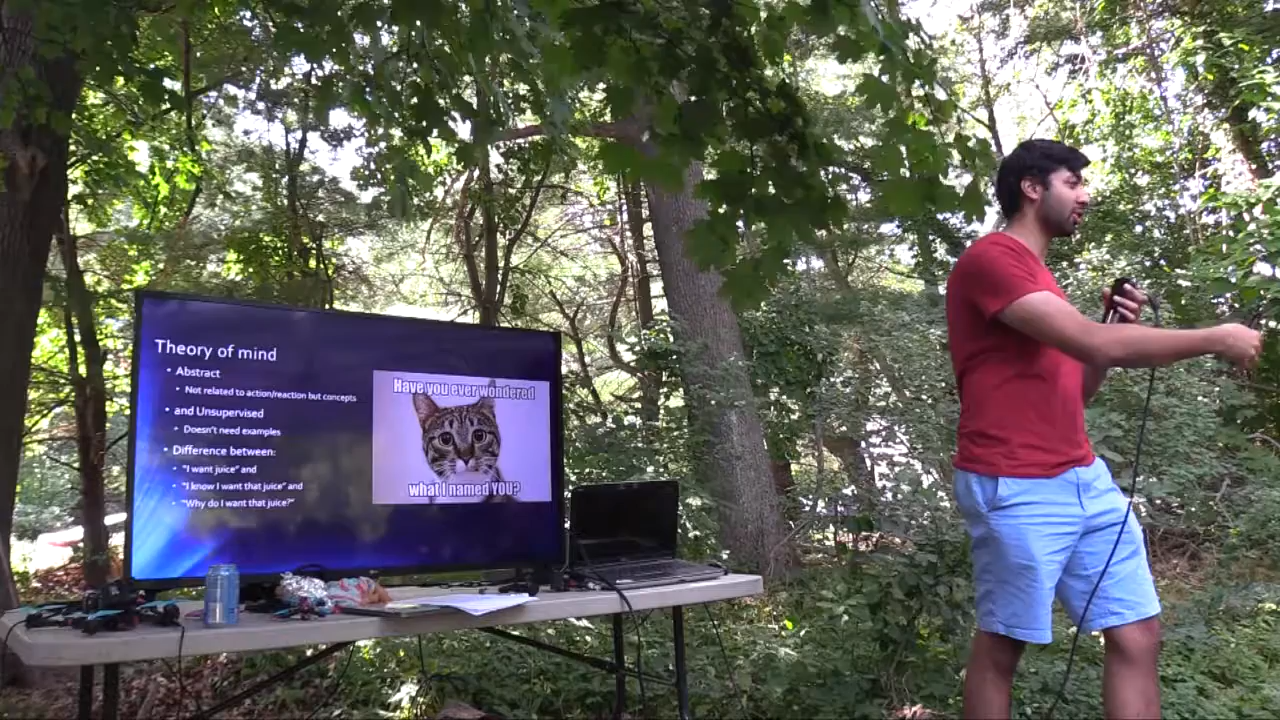 Theory of mind
• Abstract
• Not related to action/reaction but concepts
• and Unsupervised
• Doesn't need examples
• Difference between:
• "I want juice" and
• "I know I want that juice" and
• "Why do I want that juice?"
Have you ever wondered
what I named YOU?